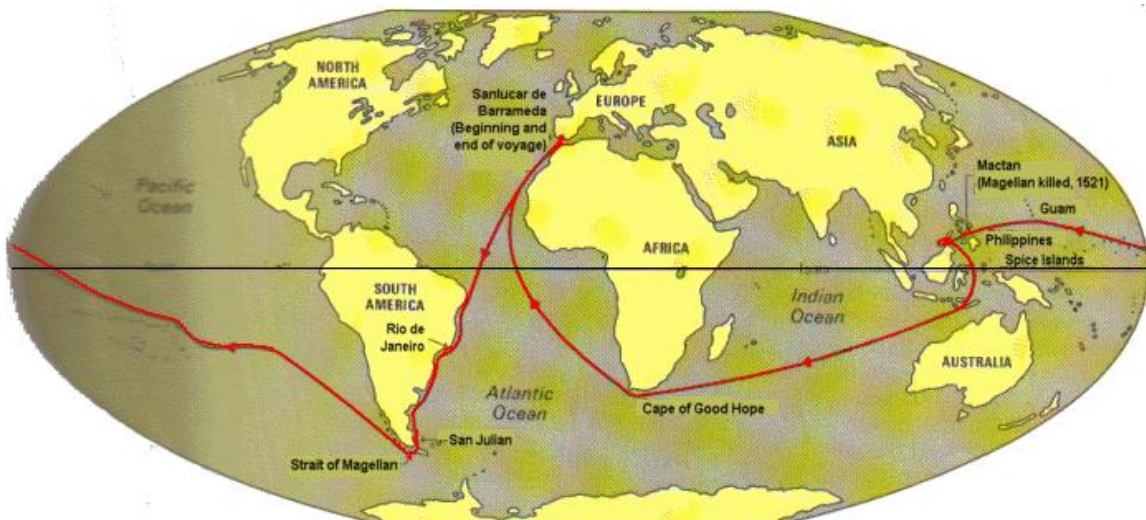 NORTH
AMERICA
Sanlucar de
Barrameda
(Beginning and
end of voyage)
EUROPE
ASIA
Pacific
Ocean
Mactan
(Magellan killed, 1521)
Guam
AFRICA
Philippines
Spice Islands
SOUTH
AMERICA
Indian
Ocean
Rio de
Janeiro
AUSTRALIA
Atlantic
Ocean
Cape of Good Hope
San Julian
Strait of Magellan